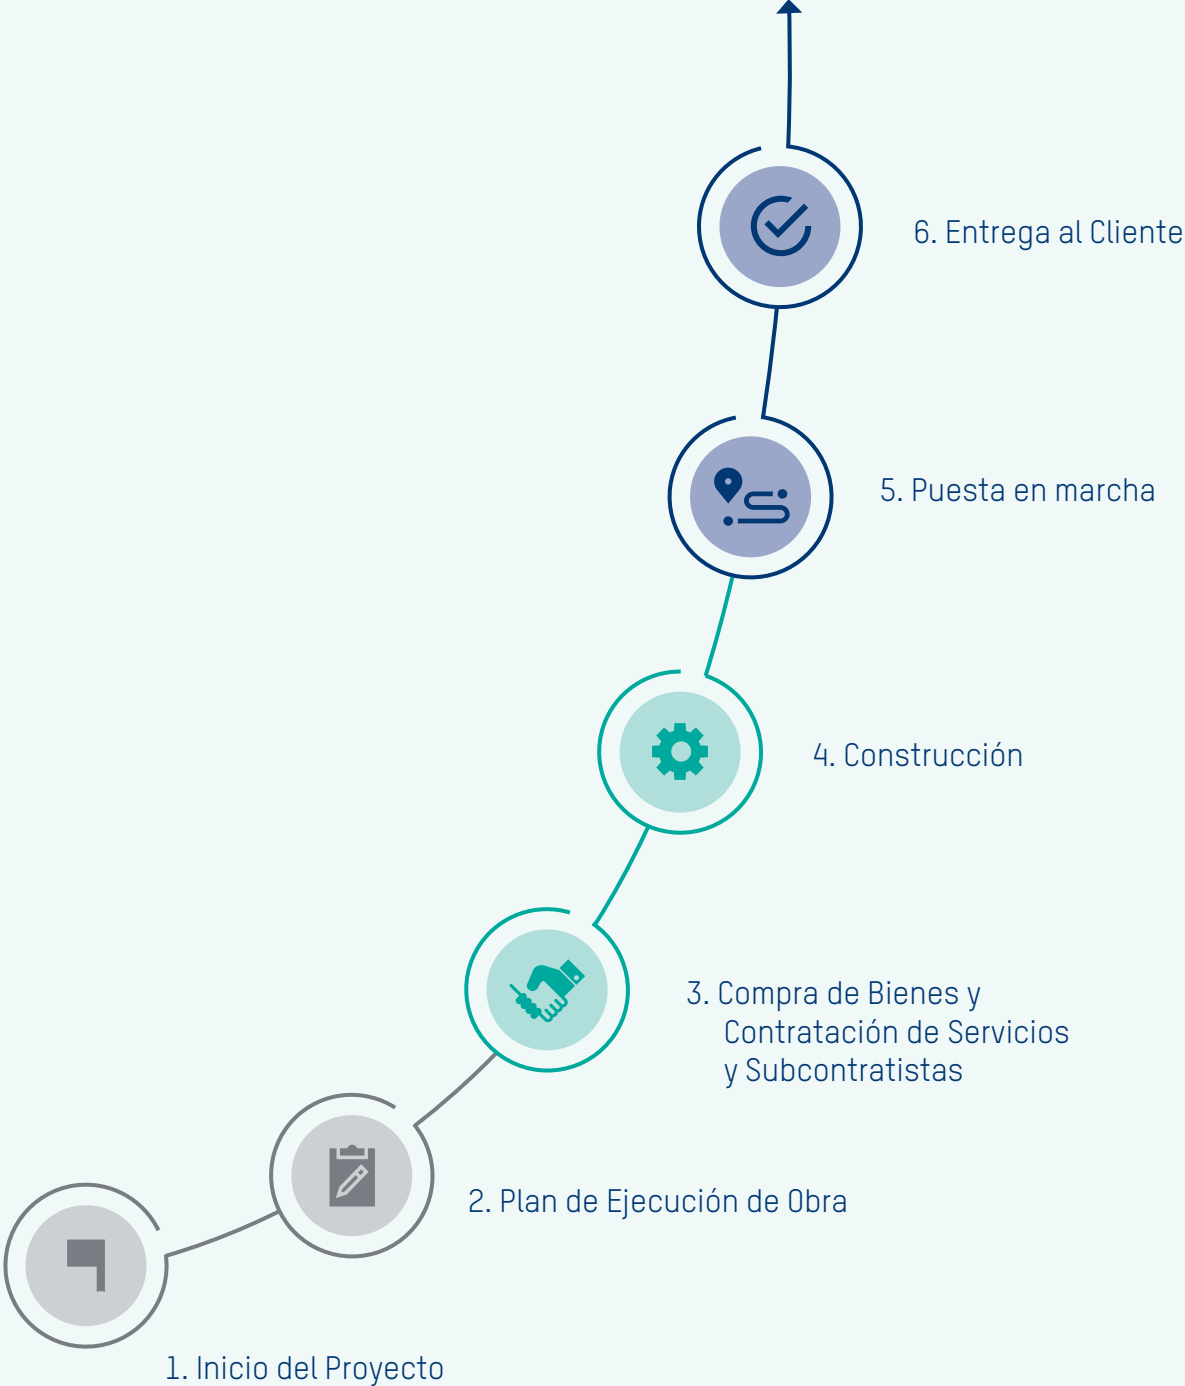 6. Entrega al Cliente
5. Puesta en marcha
4. Construcción
3. Compra de Bienes y
Contratación de Servicios
y Subcontratistas
2. Plan de Ejecución de Obra
1. Inicio del Proyecto